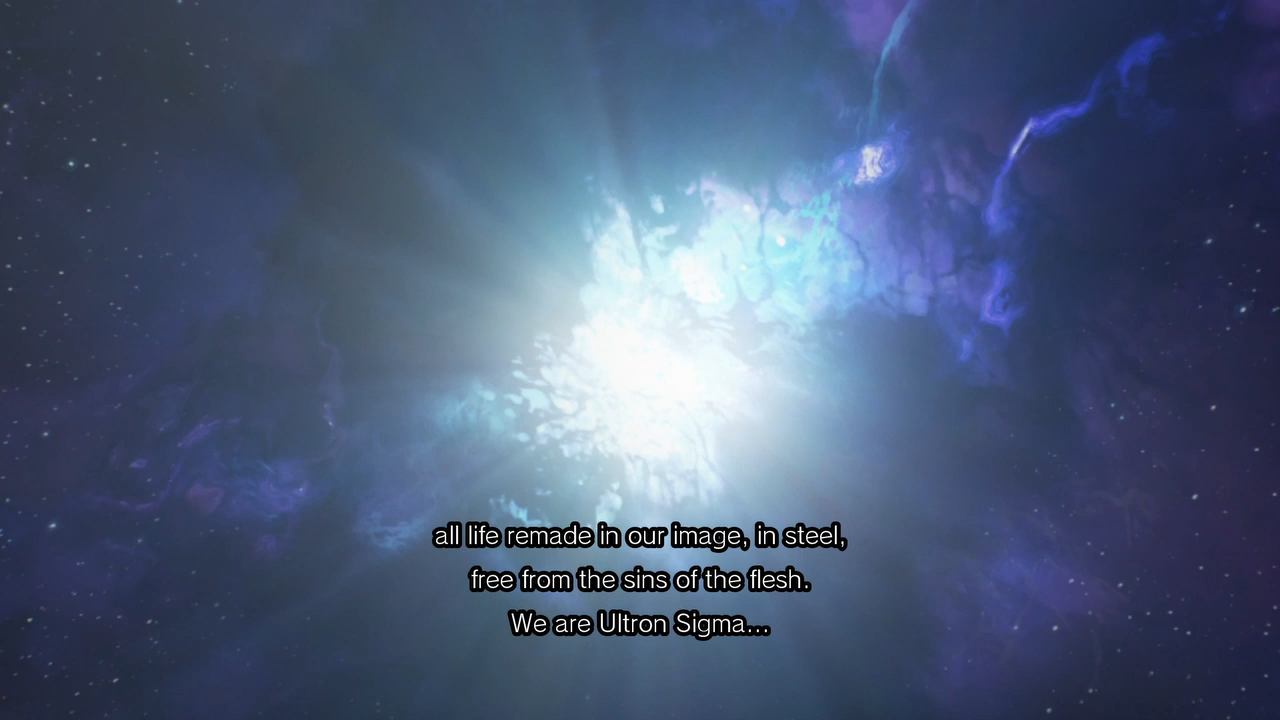 all life remade in our image, in steel,
free from the sins of the flesh.
We are Ultron Sigma...